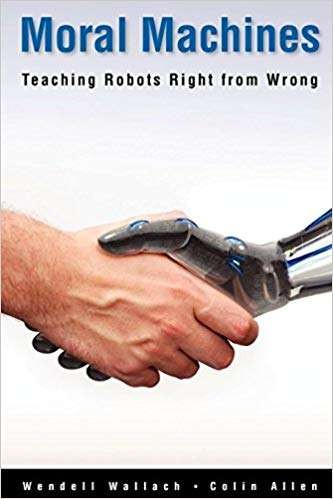 Moral Machines
Teaching Robots Right from Wrong
Wendell Wallach • Colin Allen